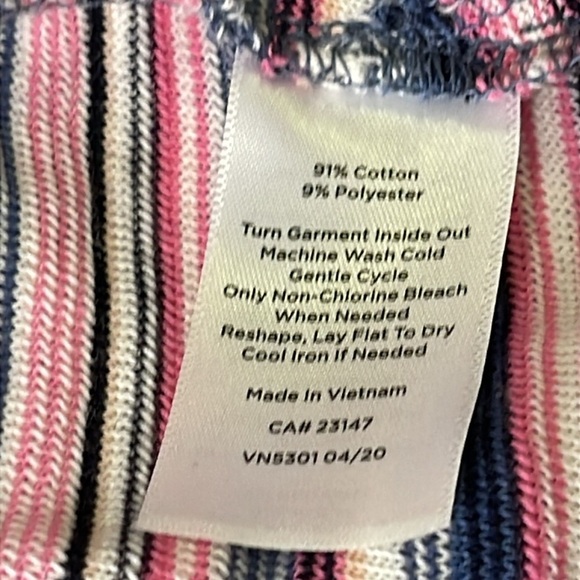 91% Cotton
9% Polyester
Turn Garment Inside Out
Machine Wash Cold
Gentle Cycle
Only Non-Chlorine Bleach
When Needed
Reshape, Lay Flat To Dry
Cool Iron If Needed
Made In Vietnam
CA# 23147
VN5301 04/20